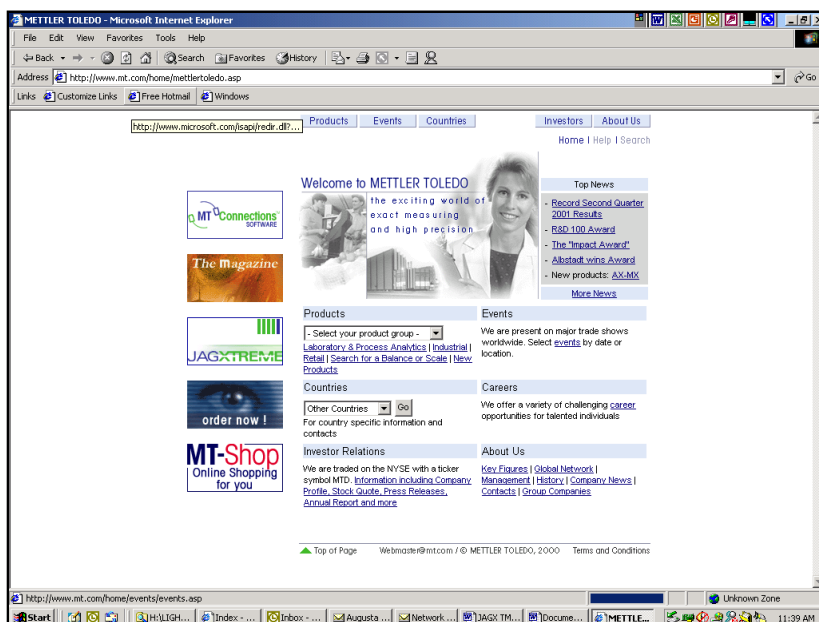 METTLER TOLEDO - Microsoft Internet Explorer
File Edit View Favorites Tools Help
Back Search Favorites History
Address http://www.mt.com/home/mettlertoledo.asp Go
Links Customize Links Free Hotmail Windows
http://www.microsoft.com/isapi/redir.dll?...
Products Events Countries Investors About Us
Home | Help | Search
Welcome to METTLER TOLEDO
the exciting world of
exact measuring
and high precision
Top News
- Record Second Quarter
2001 Results
- R&D 100 Award
- The "Impact Award"
- Albstadt wins Award
- New products: AX-MX
More News
MT Connections
SOFTWARE
The Magazine
JAGXTREME
order now !
MT-Shop
Online Shopping
for you
Products
- Select your product group -
Laboratory & Process Analytics | Industrial |
Retail | Search for a Balance or Scale | New
Products
Events
We are present on major trade shows
worldwide. Select events by date or
location.
Countries
Other Countries Go
For country specific information and
contacts
Careers
We offer a variety of challenging career
opportunities for talented individuals
Investor Relations
We are traded on the NYSE with a ticker
symbol MTD. Information including Company
Profile, Stock Quote, Press Releases,
Annual Report and more
About Us
Key Figures | Global Network |
Management | History | Company News |
Contacts | Group Companies
Top of Page Webmaster@mt.com / © METTLER TOLEDO, 2000 Terms and Conditions
http://www.mt.com/home/events/events.asp Unknown Zone
Start H:\LIGH... Index - ... Inbox - ... Augusta ... Network ... JAGX TM... Docume... METTLE... 11:39 AM